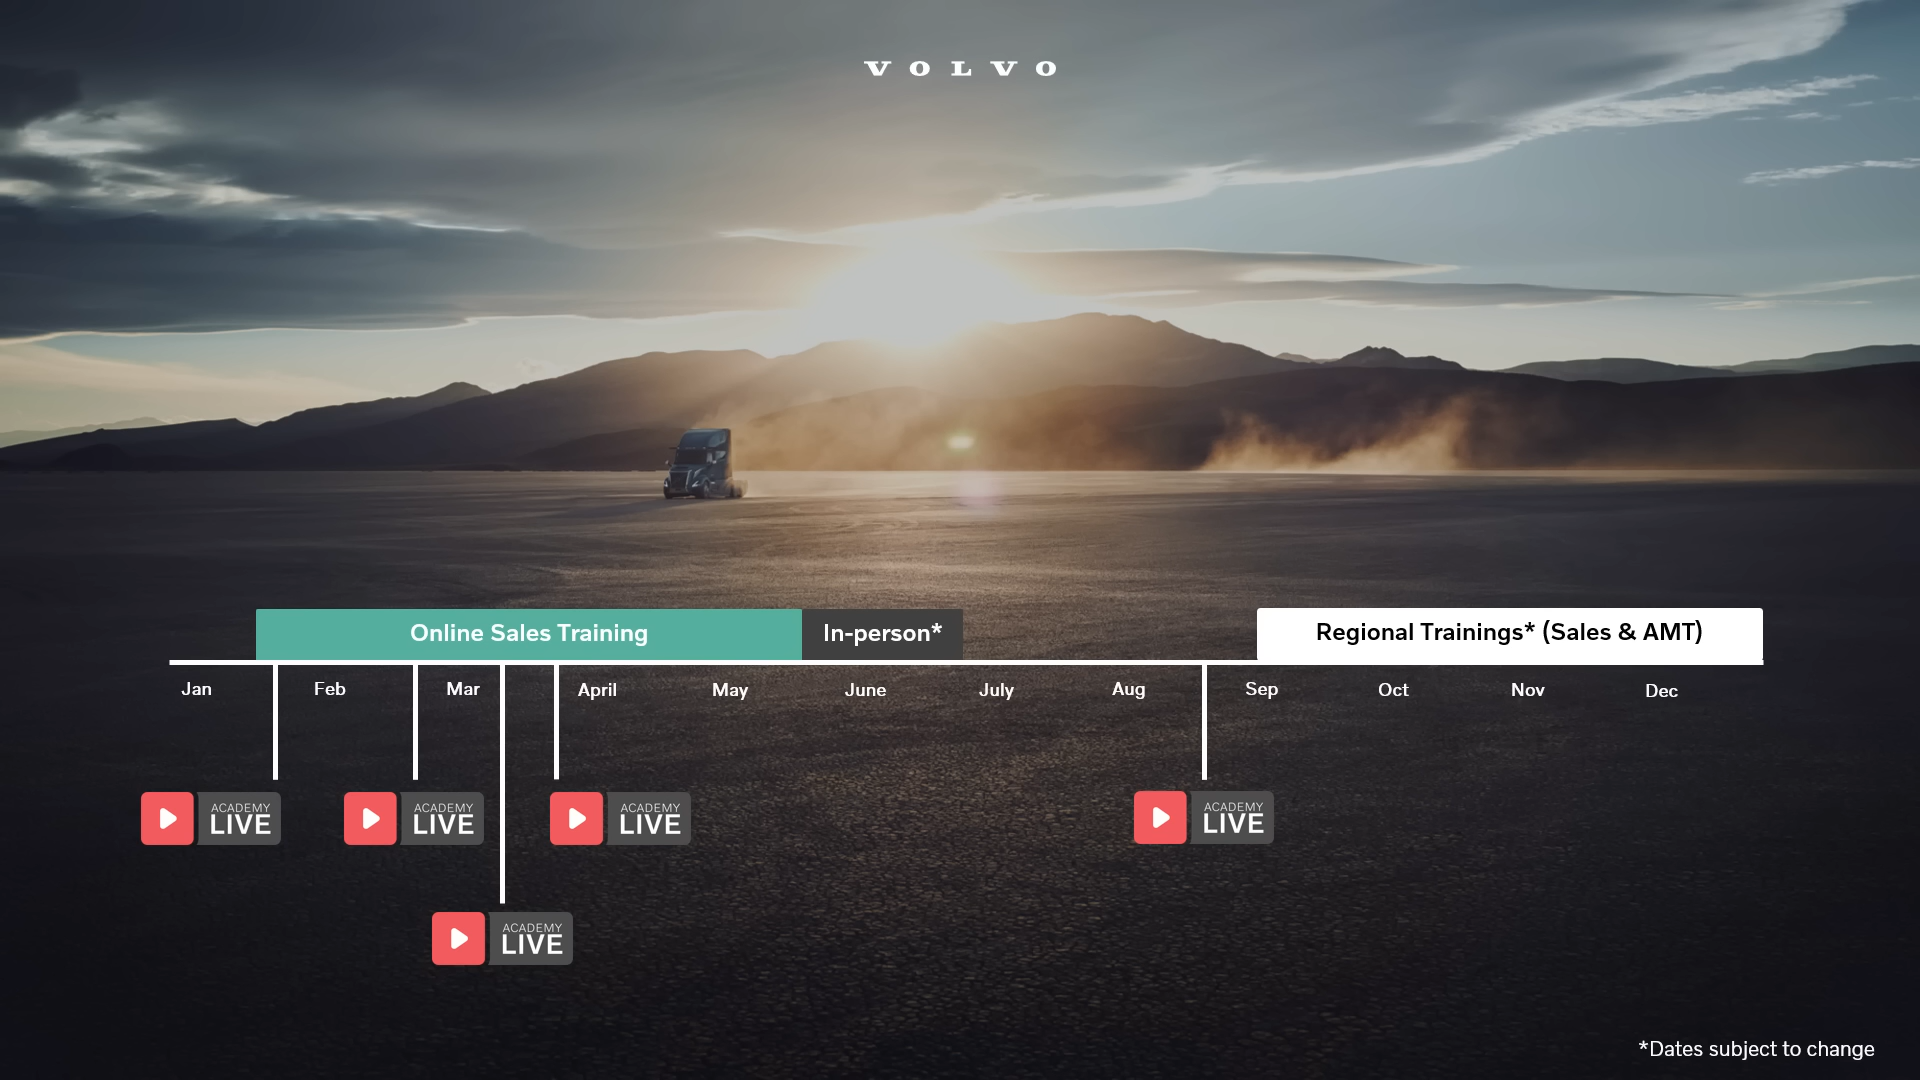 VOLVO
Online Sales Training
In-person*
Regional Trainings* (Sales & AMT)
Jan
Feb
Mar
April
May
June
July
Aug
Sep
Oct
Nov
Dec
ACADEMY
LIVE
ACADEMY
LIVE
ACADEMY
LIVE
ACADEMY
LIVE
ACADEMY
LIVE
*Dates subject to change